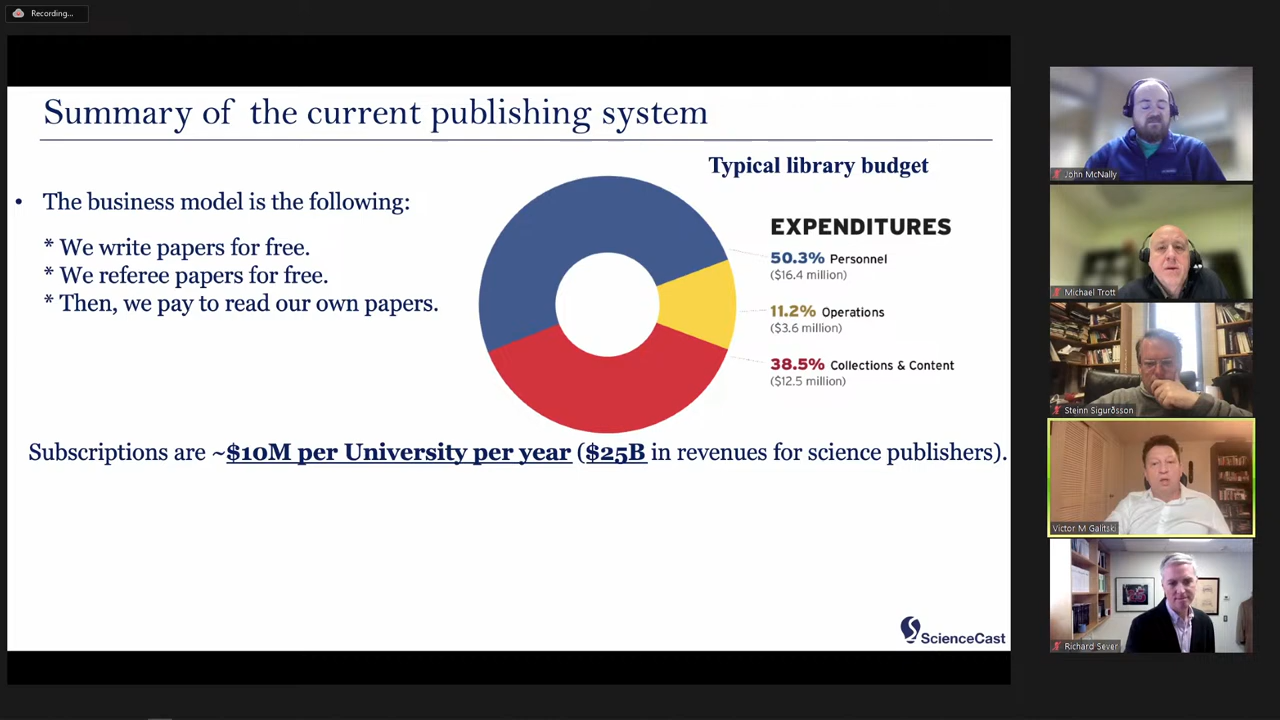 Recording...
Summary of the current publishing system
Typical library budget
• The business model is the following:
* We write papers for free.
* We referee papers for free.
* Then, we pay to read our own papers.
EXPENDITURES
50.3% Personnel
($16.4 million)
11.2% Operations
($3.6 million)
38.5% Collections & Content
($12.5 million)
Subscriptions are ~$10M per University per year ($25B in revenues for science publishers).
ScienceCast
John McNally
Michael Trott
Steinn Sigurðsson
Victor M Galitski
Richard Sever